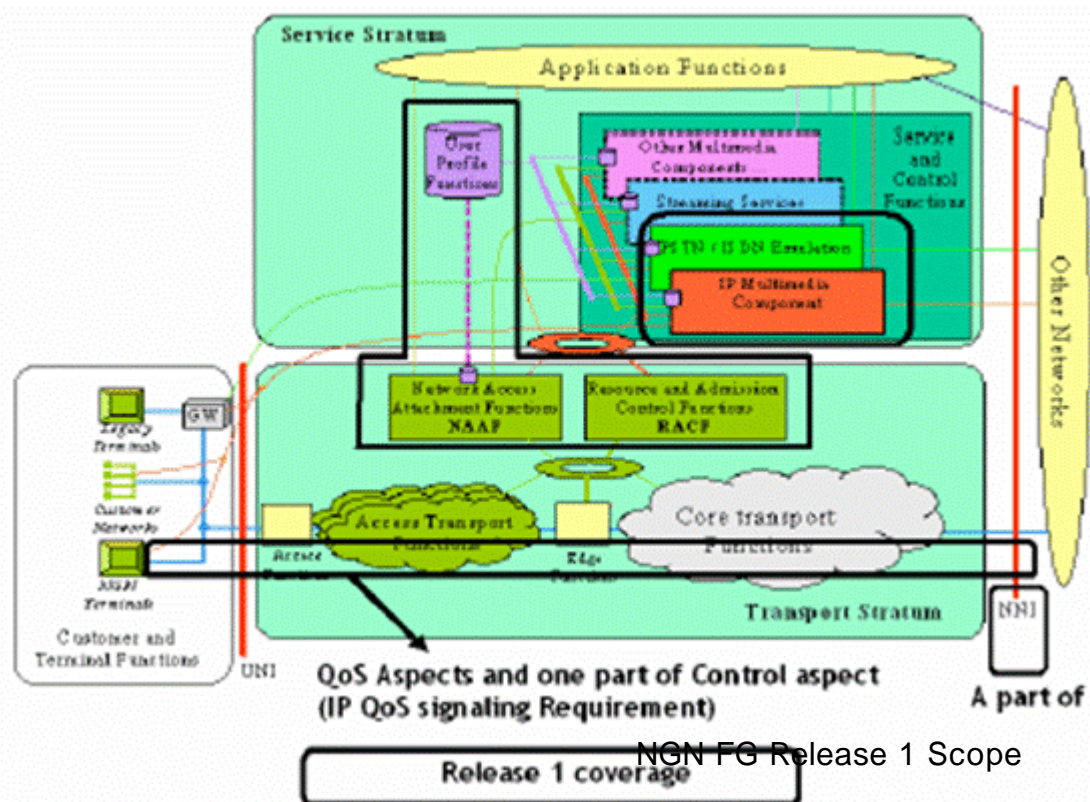 Service Stratum
Application Functions
User
Profile
Functions
Other Multimedia
Components ...
Streaming Services
PSTN / ISDN Emulation
IP Multimedia
Component
Service
and
Control
Functions
Other Networks
Network Access
Attachment Functions
NAAF
Resource and Admission
Control Functions
RACF
GW
Legacy
Terminals
Customer
Networks
NGN
Terminals
Customer and
Terminal Functions
UNI
Access
Functions
Access Transport
Functions
Edge
Functions
Core transport
Functions
Transport Stratum
NNI
A part of
QoS Aspects and one part of Control aspect
(IP QoS signaling Requirement)
NGN FG Release 1 Scope
Release 1 coverage